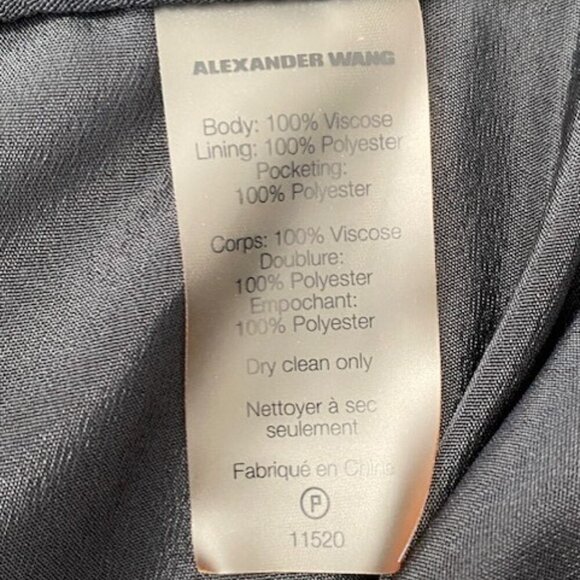 ALEXANDER WANG
Body: 100% Viscose
Lining: 100% Polyester
Pocketing:
100% Polyester
Corps: 100% Viscose
Doublure:
100% Polyester
Empochant:
100% Polyester
Dry clean only
Nettoyer à sec
seulement
Fabriqué en China
P
11520